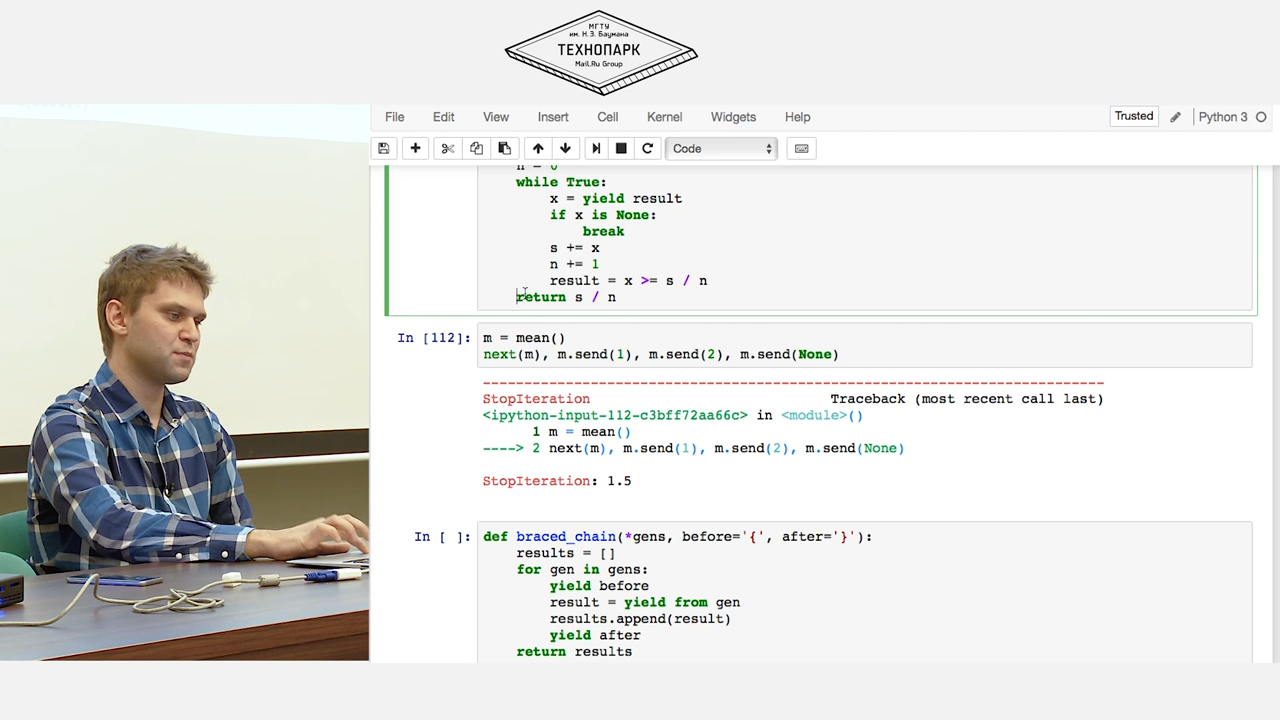 МГТУ
им. Н.Э. Баумана
ТЕХНОПАРК
Mail.Ru Group
File Edit View Insert Cell Kernel Widgets Help Trusted Python 3
Code
n = 0
while True:
x = yield result
if x is None:
break
s += x
n += 1
result = x >= s / n
return s / n
In [112]: m = mean()
next(m), m.send(1), m.send(2), m.send(None)
---------------------------------------------------------------------------
StopIteration Traceback (most recent call last)
<ipython-input-112-c3bff72aa66c> in <module>()
1 m = mean()
----> 2 next(m), m.send(1), m.send(2), m.send(None)
StopIteration: 1.5
In [ ]: def braced_chain(*gens, before='{', after='}'):
results = []
for gen in gens:
yield before
result = yield from gen
results.append(result)
yield after
return results